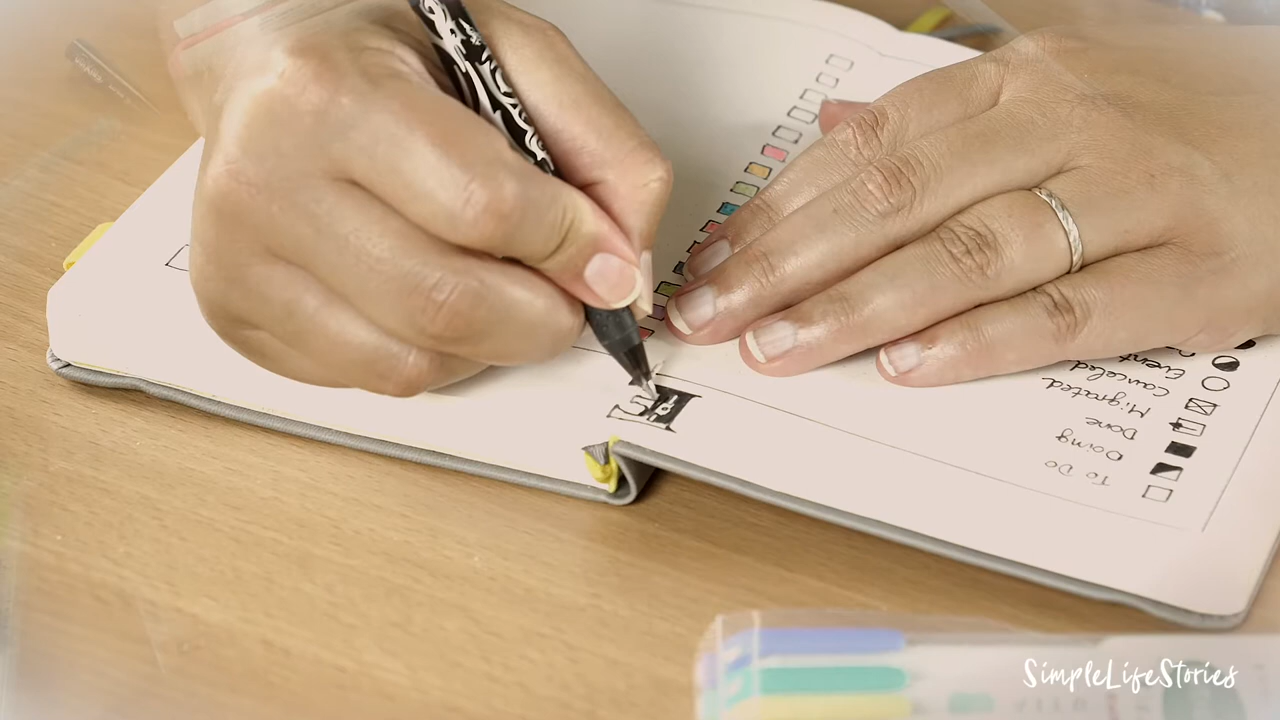 To Do
Doing
Done
Migrated
Canceled
Event
SimpleLifeStories